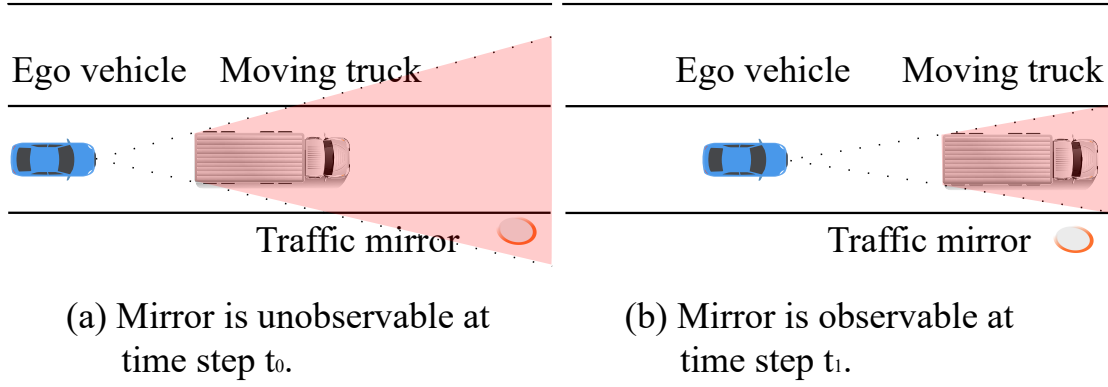 Ego vehicle Moving truck
Traffic mirror
(a) Mirror is unobservable at
time step t₀.
Ego vehicle Moving truck
Traffic mirror
(b) Mirror is observable at
time step t₁.